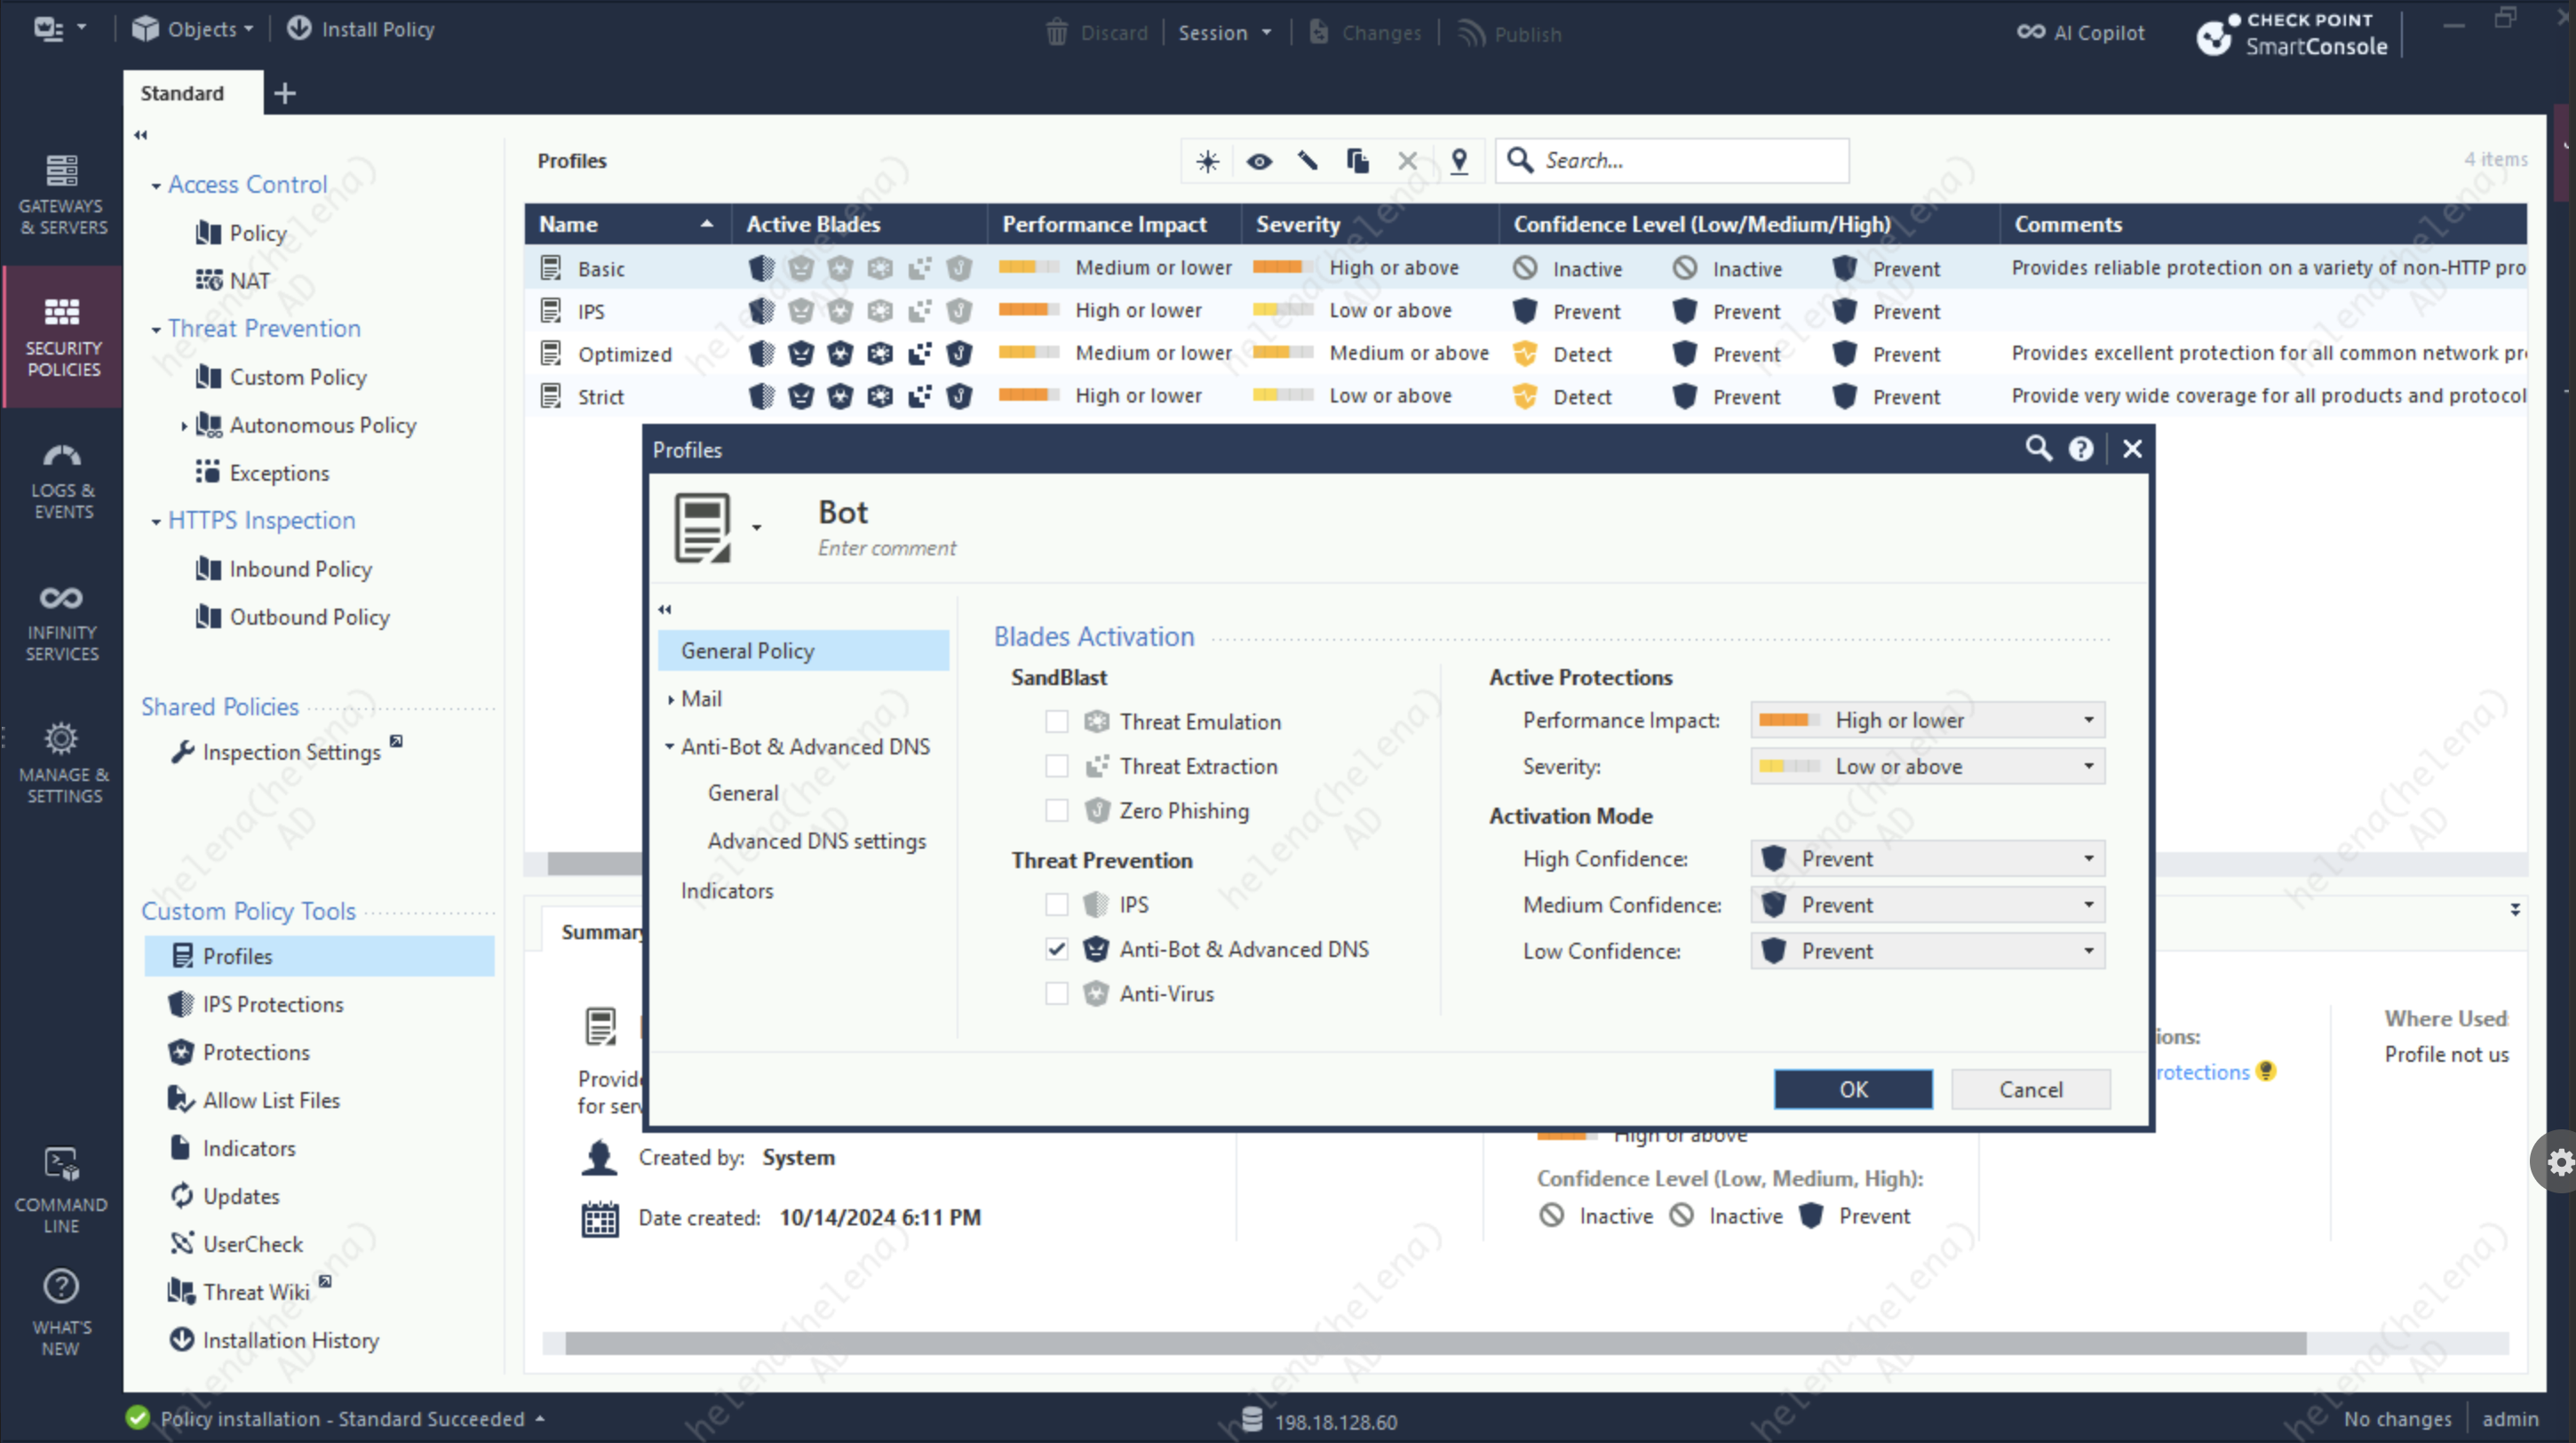 Objects
Install Policy
Discard
Session
Changes
Publish
AI Copilot
CHECK POINT
SmartConsole
Standard
GATEWAYS
& SERVERS
SECURITY
POLICIES
LOGS &
EVENTS
INFINITY
SERVICES
MANAGE &
SETTINGS
COMMAND
LINE
WHAT'S
NEW
Access Control
Policy
NAT
Threat Prevention
Custom Policy
Autonomous Policy
Exceptions
HTTPS Inspection
Inbound Policy
Outbound Policy
Shared Policies
Inspection Settings
Custom Policy Tools
Profiles
IPS Protections
Protections
Allow List Files
Indicators
Updates
UserCheck
Threat Wiki
Installation History
Profiles
Search...
4 items
Name Active Blades Performance Impact Severity Confidence Level (Low/Medium/High) Comments
Basic Medium or lower High or above Inactive Inactive Prevent Provides reliable protection on a variety of non-HTTP pro
IPS High or lower Low or above Prevent Prevent Prevent
Optimized Medium or lower Medium or above Detect Prevent Prevent Provides excellent protection for all common network pr
Strict High or lower Low or above Detect Prevent Prevent Provide very wide coverage for all products and protocol
Profiles
Bot
Enter comment
General Policy
Mail
Anti-Bot & Advanced DNS
General
Advanced DNS settings
Indicators
Blades Activation
SandBlast
Threat Emulation
Threat Extraction
Zero Phishing
Threat Prevention
IPS
Anti-Bot & Advanced DNS
Anti-Virus
Active Protections
Performance Impact: High or lower
Severity: Low or above
Activation Mode
High Confidence: Prevent
Medium Confidence: Prevent
Low Confidence: Prevent
OK
Cancel
Summary
Provid
for serv
Created by: System
Date created: 10/14/2024 6:11 PM
High or above
Confidence Level (Low, Medium, High):
Inactive Inactive Prevent
ions:
rotections
Where Used:
Profile not us
Policy installation - Standard Succeeded
198.18.128.60
No changes
admin
helena(helena)
AD